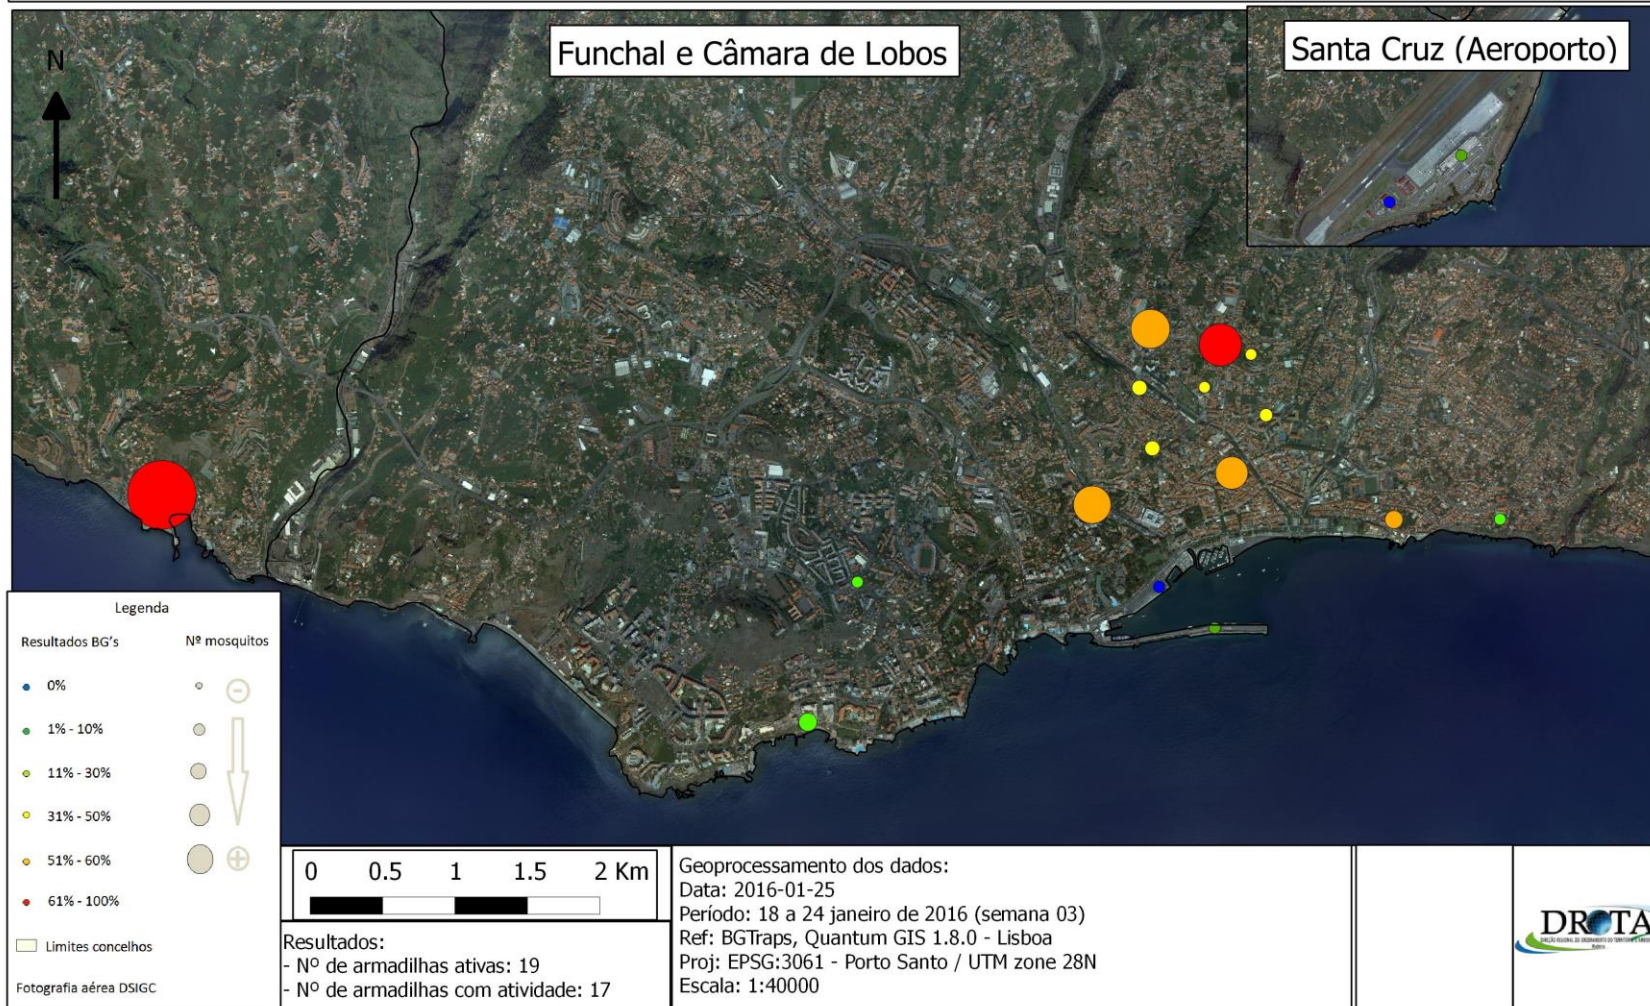 Funchal e Câmara de Lobos
Santa Cruz (Aeroporto)
N
Legenda
Resultados BG's
Nº mosquitos
0%
1% - 10%
11% - 30%
31% - 50%
51% - 60%
61% - 100%
Limites concelhos
Fotografia aérea DSIGC
0 0.5 1 1.5 2 Km
Resultados:
- Nº de armadilhas ativas: 19
- Nº de armadilhas com atividade: 17
Geoprocessamento dos dados:
Data: 2016-01-25
Período: 18 a 24 janeiro de 2016 (semana 03)
Ref: BGTraps, Quantum GIS 1.8.0 - Lisboa
Proj: EPSG:3061 - Porto Santo / UTM zone 28N
Escala: 1:40000
DROTA